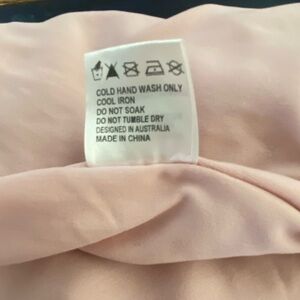 COLD HAND WASH ONLY
COOL IRON
DO NOT SOAK
DO NOT TUMBLE DRY
DESIGNED IN AUSTRALIA
MADE IN CHINA